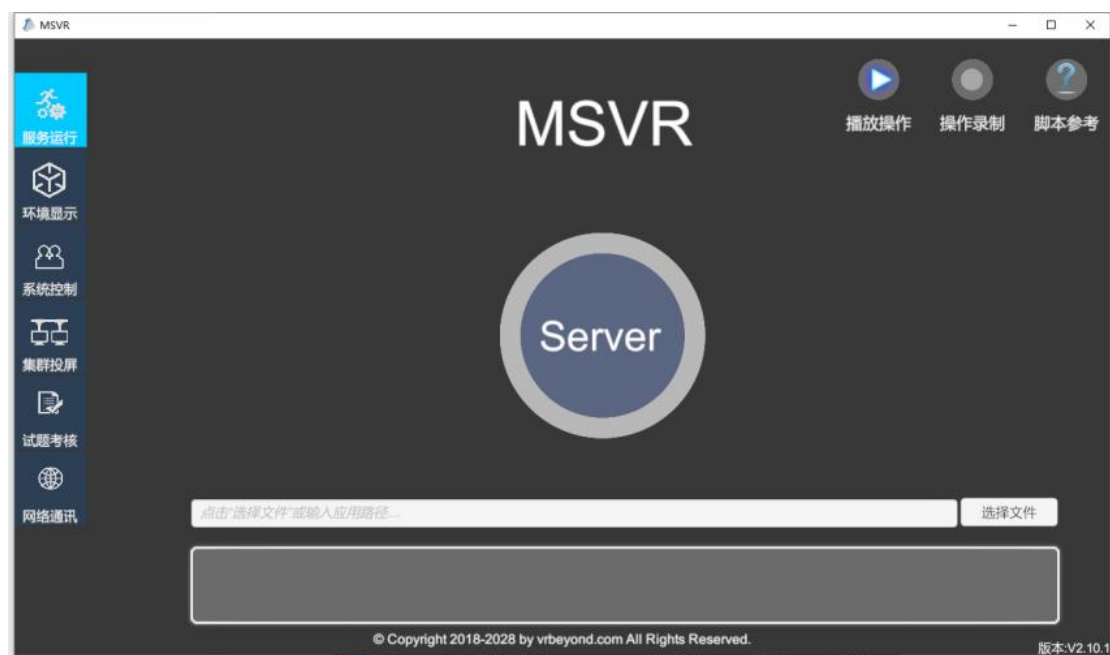 MSVR
MSVR
播放操作
操作录制
脚本参考
服务运行
环境显示
系统控制
集群投屏
试题考核
网络通讯
Server
点击“选择文件”或输入应用路径...
选择文件
© Copyright 2018-2028 by vrbeyond.com All Rights Reserved.
版本:V2.10.1